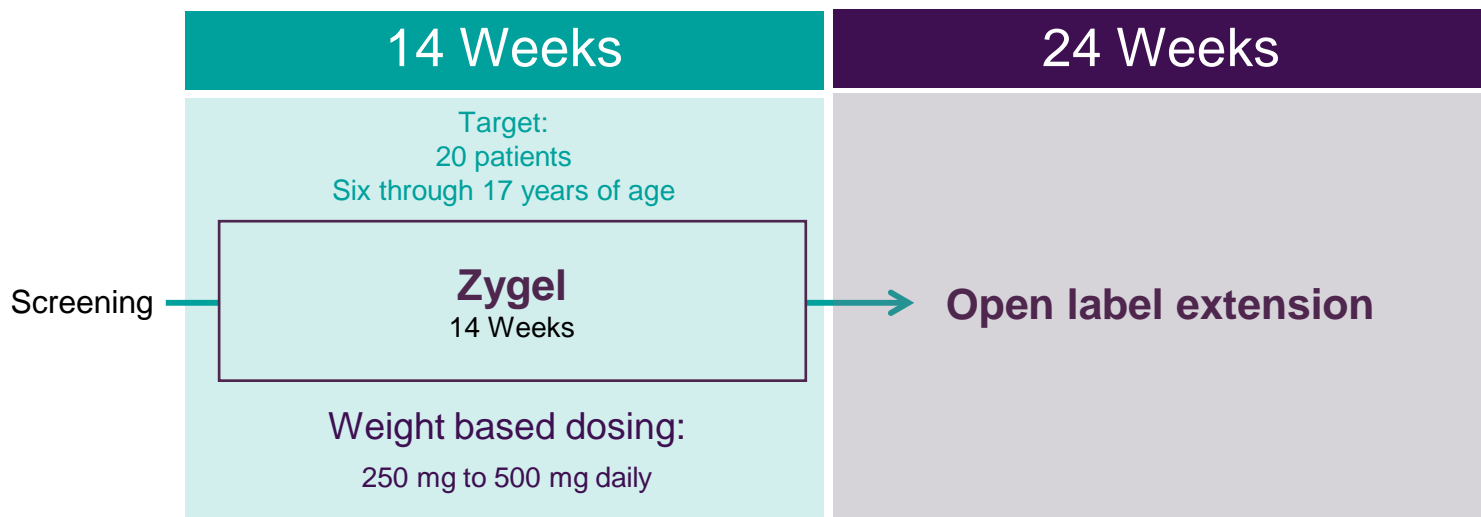 14 Weeks
24 Weeks
Target:
20 patients
Six through 17 years of age
Screening
Zygel
14 Weeks
Open label extension
Weight based dosing:
250 mg to 500 mg daily